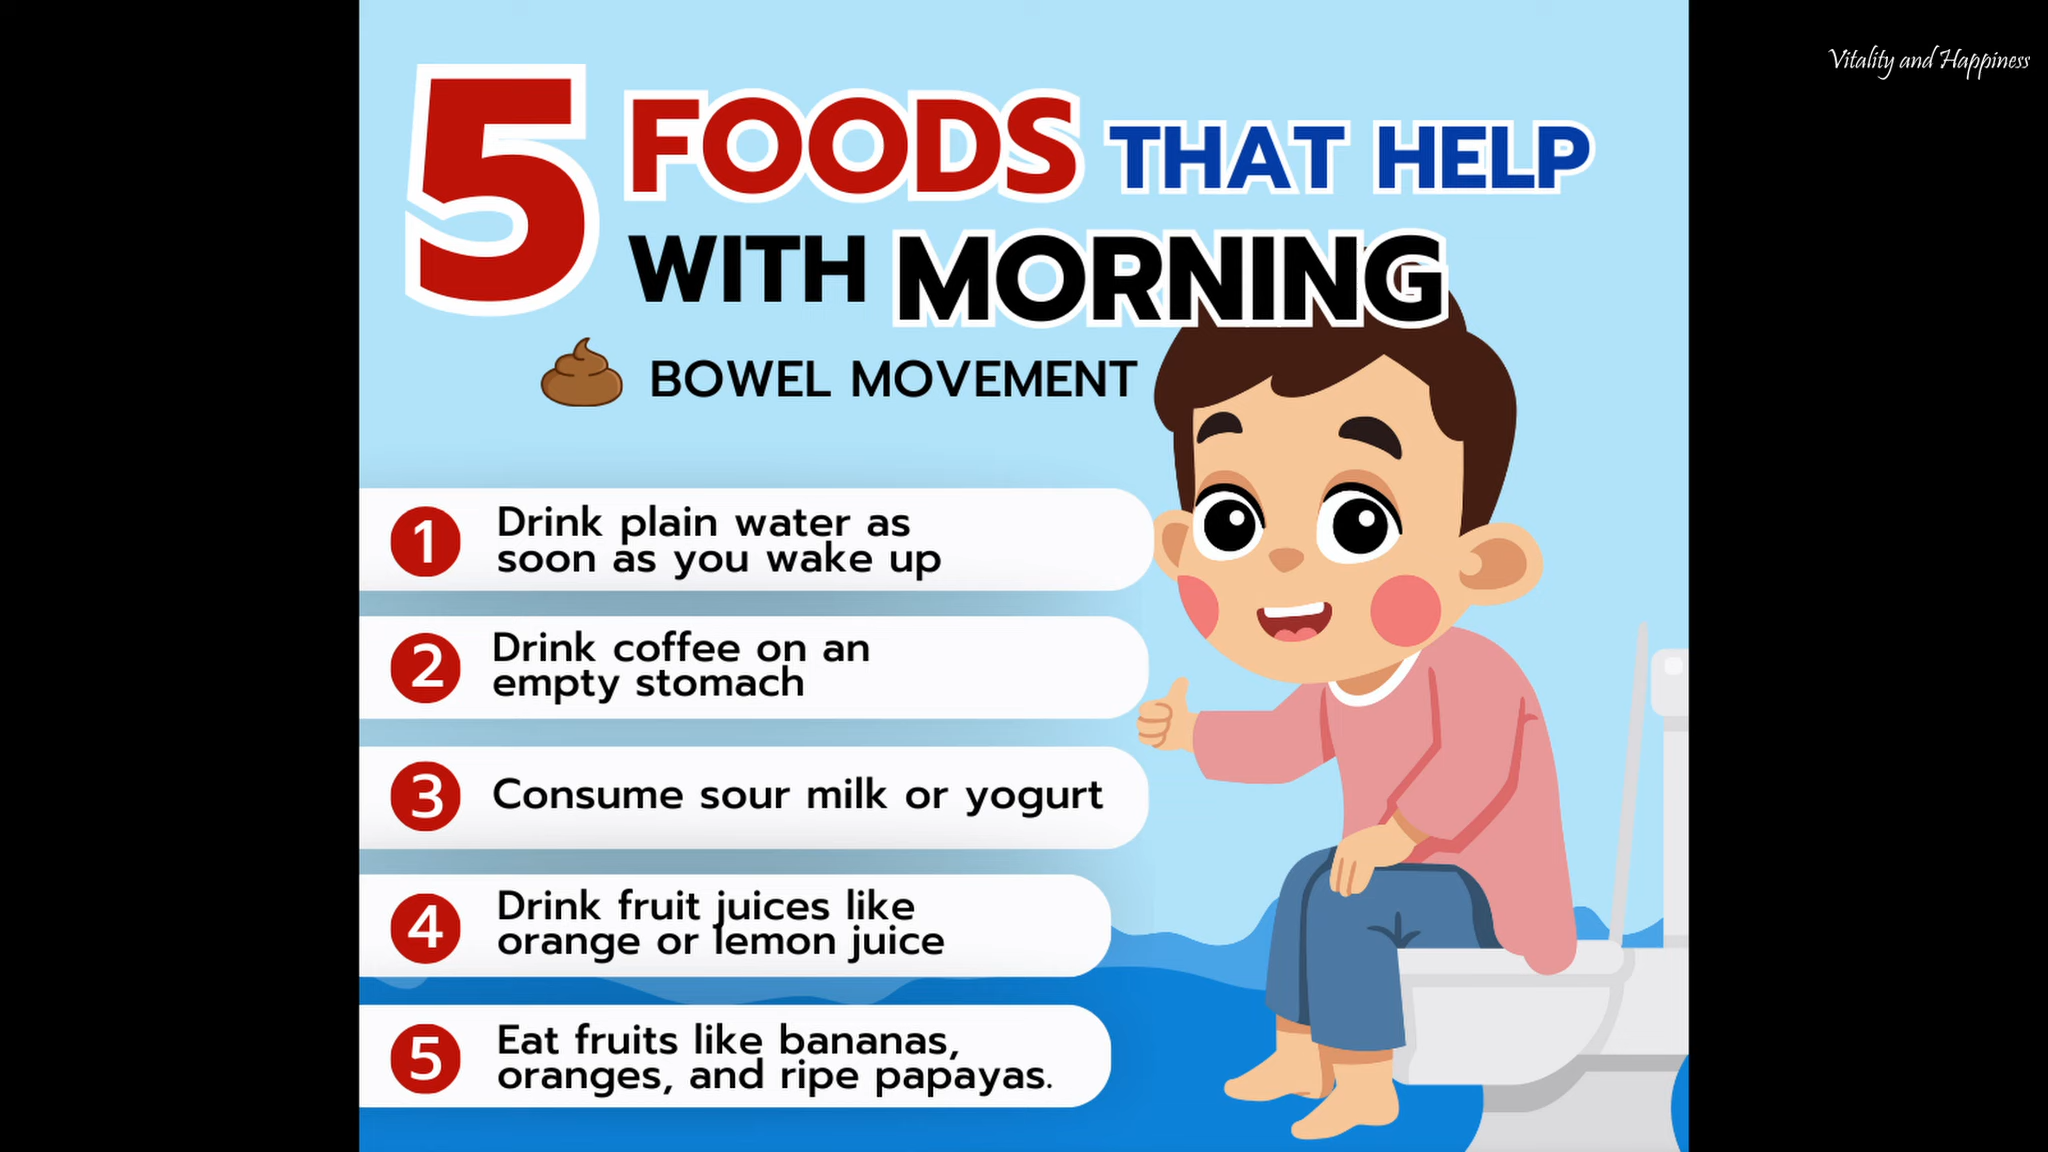 5 FOODS THAT HELP
WITH MORNING
BOWEL MOVEMENT
1 Drink plain water as
soon as you wake up
2 Drink coffee on an
empty stomach
3 Consume sour milk or yogurt
4 Drink fruit juices like
orange or lemon juice
5 Eat fruits like bananas,
oranges, and ripe papayas.
Vitality and Happiness